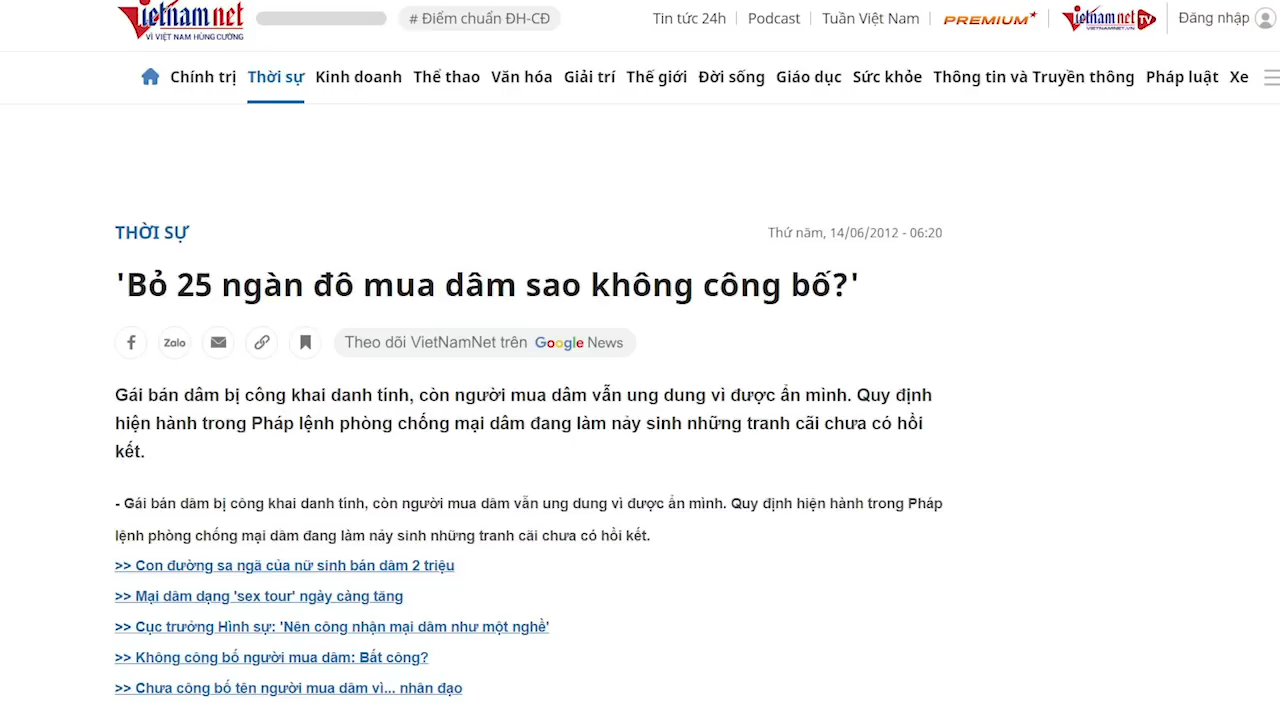 Vietnam net
VÌ VIỆT NAM HÙNG CƯỜNG
# Điểm chuẩn ĐH-CĐ
Tin tức 24h
Podcast
Tuần Việt Nam
PREMIUM
Vietnam net TV
VIETNAMNET.VN
Đăng nhập
Chính trị Thời sự Kinh doanh Thể thao Văn hóa Giải trí Thế giới Đời sống Giáo dục Sức khỏe Thông tin và Truyền thông Pháp luật Xe
THỜI SỰ
Thứ năm, 14/06/2012 - 06:20
'Bỏ 25 ngàn đô mua dâm sao không công bố?'
Zalo
Theo dõi VietNamNet trên Google News
Gái bán dâm bị công khai danh tính, còn người mua dâm vẫn ung dung vì được ẩn mình. Quy định
hiện hành trong Pháp lệnh phòng chống mại dâm đang làm nảy sinh những tranh cãi chưa có hồi
kết.
- Gái bán dâm bị công khai danh tính, còn người mua dâm vẫn ung dung vì được ẩn mình. Quy định hiện hành trong Pháp
lệnh phòng chống mại dâm đang làm nảy sinh những tranh cãi chưa có hồi kết.
>> Con đường sa ngã của nữ sinh bán dâm 2 triệu
>> Mại dâm dạng 'sex tour' ngày càng tăng
>> Cục trưởng Hình sự: 'Nên công nhận mại dâm như một nghề'
>> Không công bố người mua dâm: Bất công?
>> Chưa công bố tên người mua dâm vì... nhân đạo